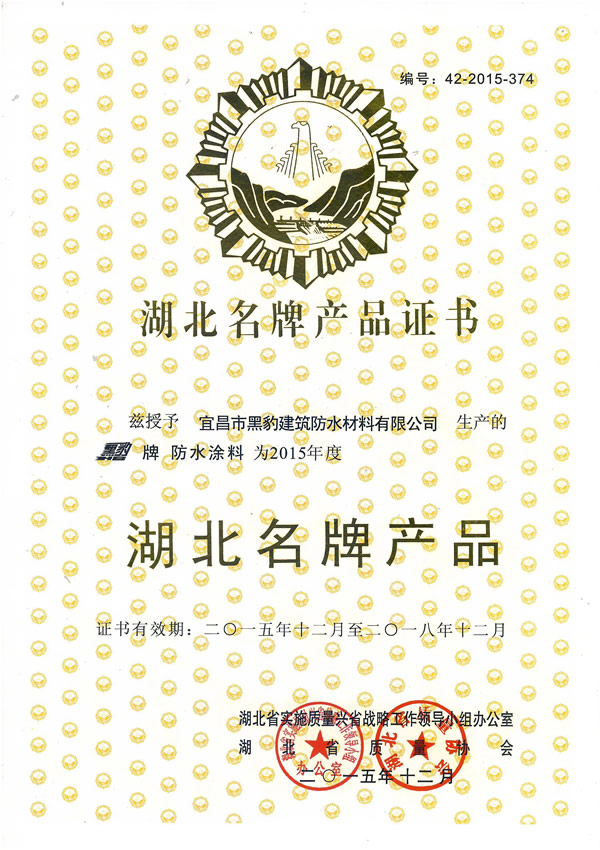 编号：42-2015-374
湖北名牌产品证书
兹授予 宜昌市黑豹建筑防水材料有限公司 生产的
黑豹 牌 防水涂料 为2015年度
湖北名牌产品
证书有效期：二〇一五年十二月至二〇一八年十二月
湖北省实施质量兴省战略工作领导小组办公室
湖北省质量协会
二〇一五年十二月
办公室